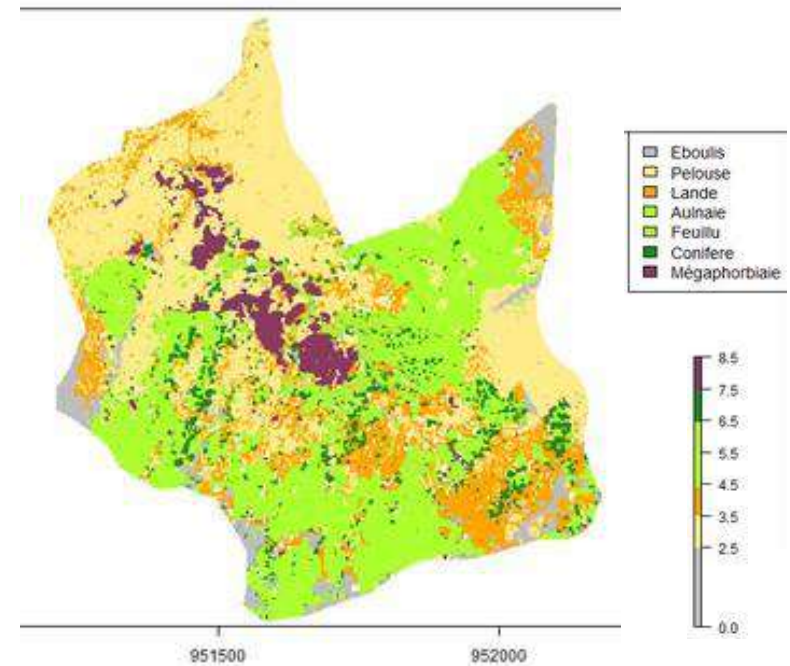 Eboulis
Pelouse
Lande
Aulnaie
Feuillu
Conifere
Mégaphorbiaie
8.5
7.5
6.5
5.5
4.5
3.5
2.5
0.0
951500
952000